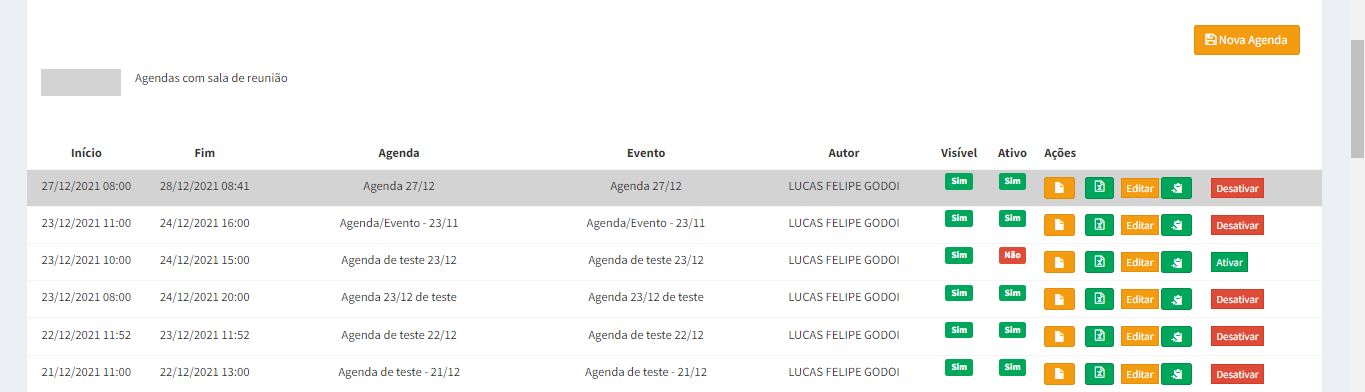 Nova Agenda
Agendas com sala de reunião
Início Fim Agenda Evento Autor Visível Ativo Ações
27/12/2021 08:00 28/12/2021 08:41 Agenda 27/12 Agenda 27/12 LUCAS FELIPE GODOI Sim Sim Editar Desativar
23/12/2021 11:00 24/12/2021 16:00 Agenda/Evento - 23/11 Agenda/Evento - 23/11 LUCAS FELIPE GODOI Sim Sim Editar Desativar
23/12/2021 10:00 24/12/2021 15:00 Agenda de teste 23/12 Agenda de teste 23/12 LUCAS FELIPE GODOI Sim Não Editar Ativar
23/12/2021 08:00 24/12/2021 20:00 Agenda 23/12 de teste Agenda 23/12 de teste LUCAS FELIPE GODOI Sim Sim Editar Desativar
22/12/2021 11:52 23/12/2021 11:52 Agenda de teste 22/12 Agenda de teste 22/12 LUCAS FELIPE GODOI Sim Sim Editar Desativar
21/12/2021 11:00 22/12/2021 13:00 Agenda de teste - 21/12 Agenda de teste - 21/12 LUCAS FELIPE GODOI Sim Sim Editar Desativar